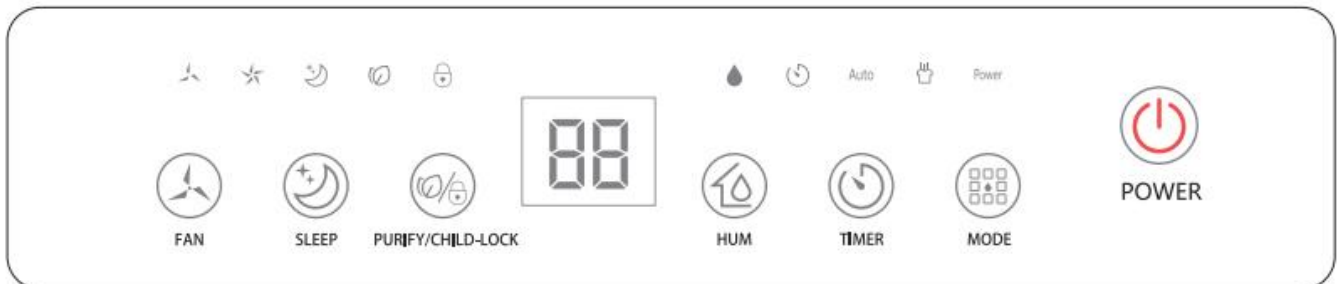 Auto Power
88
POWER
FAN SLEEP PURIFY/CHILD-LOCK HUM TIMER MODE